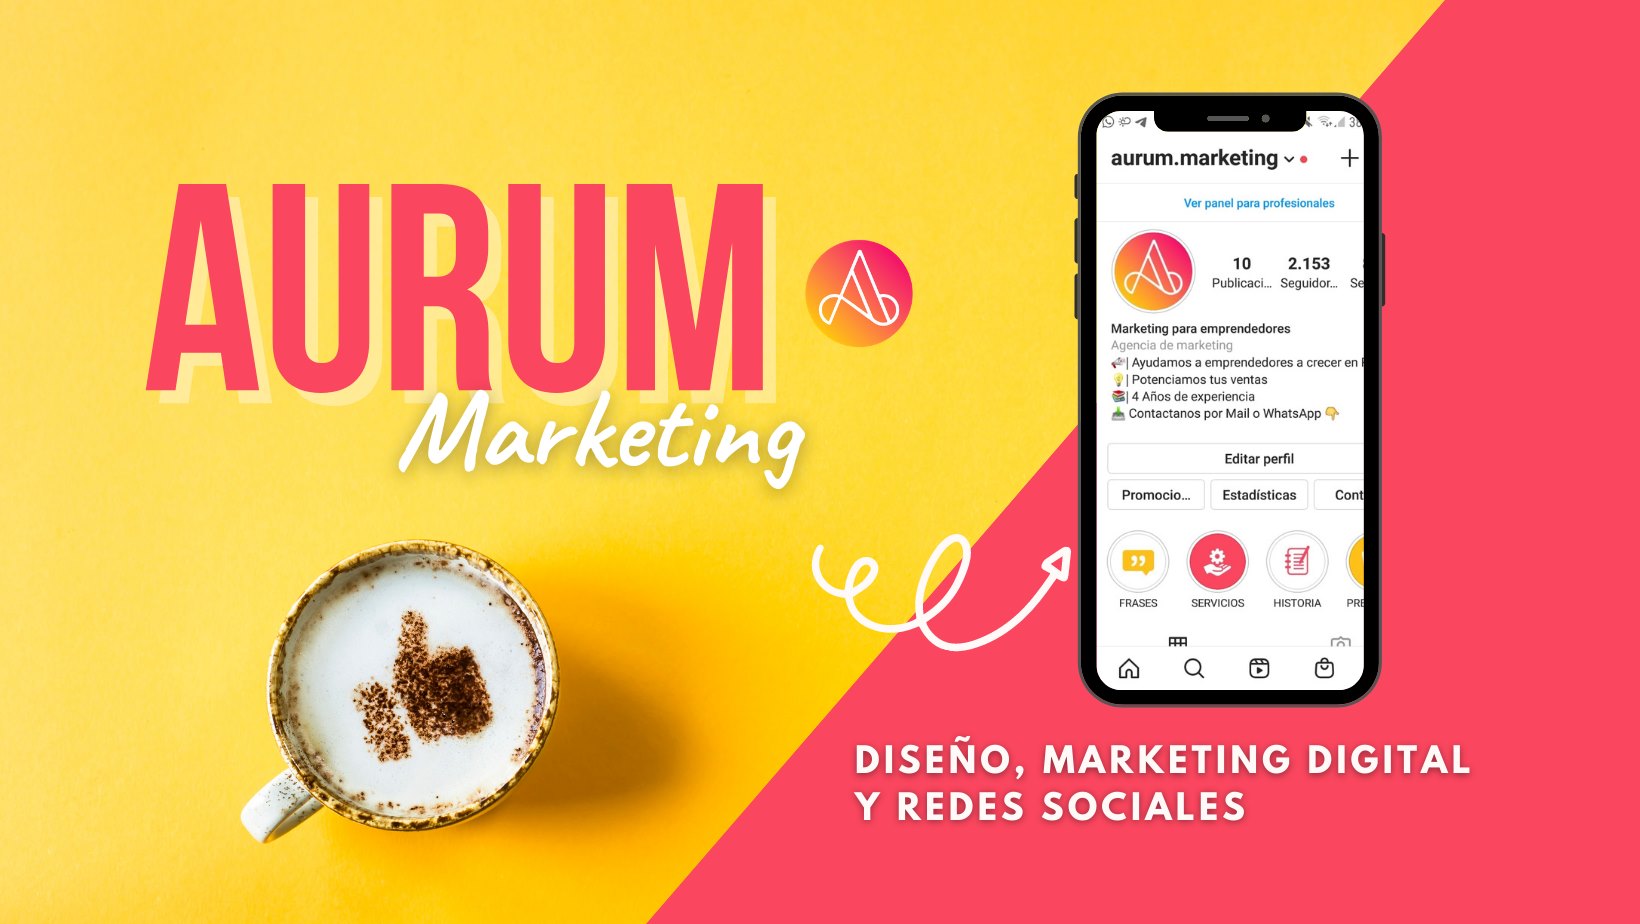 AURUM
Marketing
aurum.marketing
Ver panel para profesionales
10 2.153
Publicaci... Seguidor... Se
Marketing para emprendedores
Agencia de marketing
| Ayudamos a emprendedores a crecer en
| Potenciamos tus ventas
| 4 Años de experiencia
Contactanos por Mail o WhatsApp
Editar perfil
Promocio... Estadísticas Cont
FRASES SERVICIOS HISTORIA PRE
DISEÑO, MARKETING DIGITAL
Y REDES SOCIALES